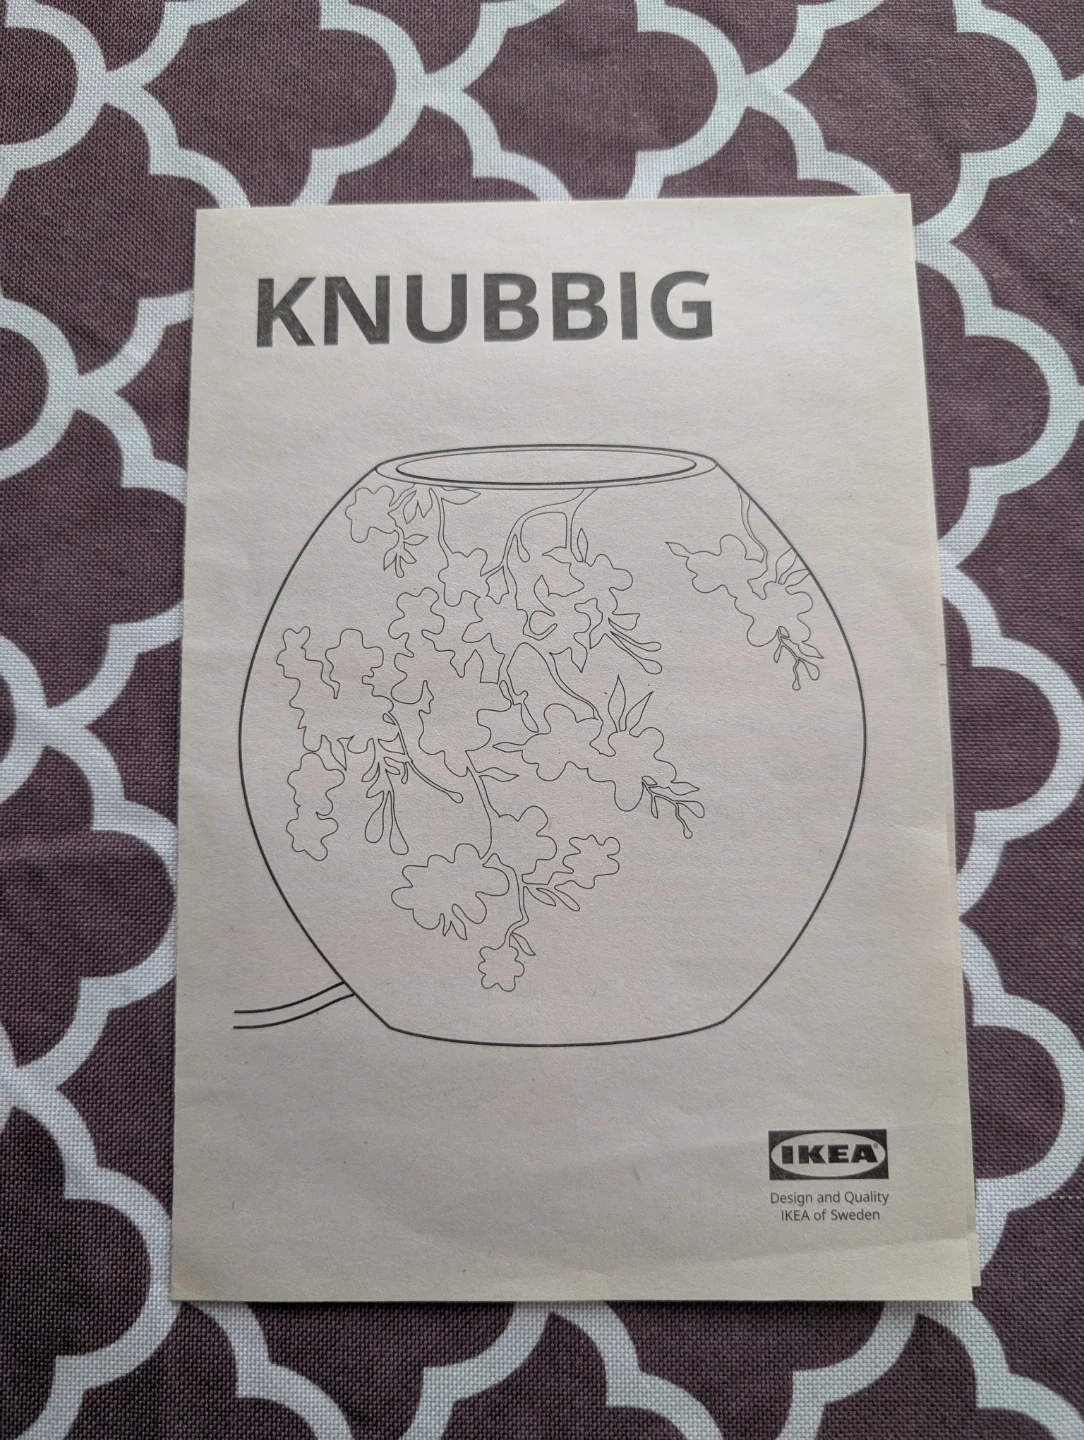 KNUBBIG
IKEA®
Design and Quality
IKEA of Sweden